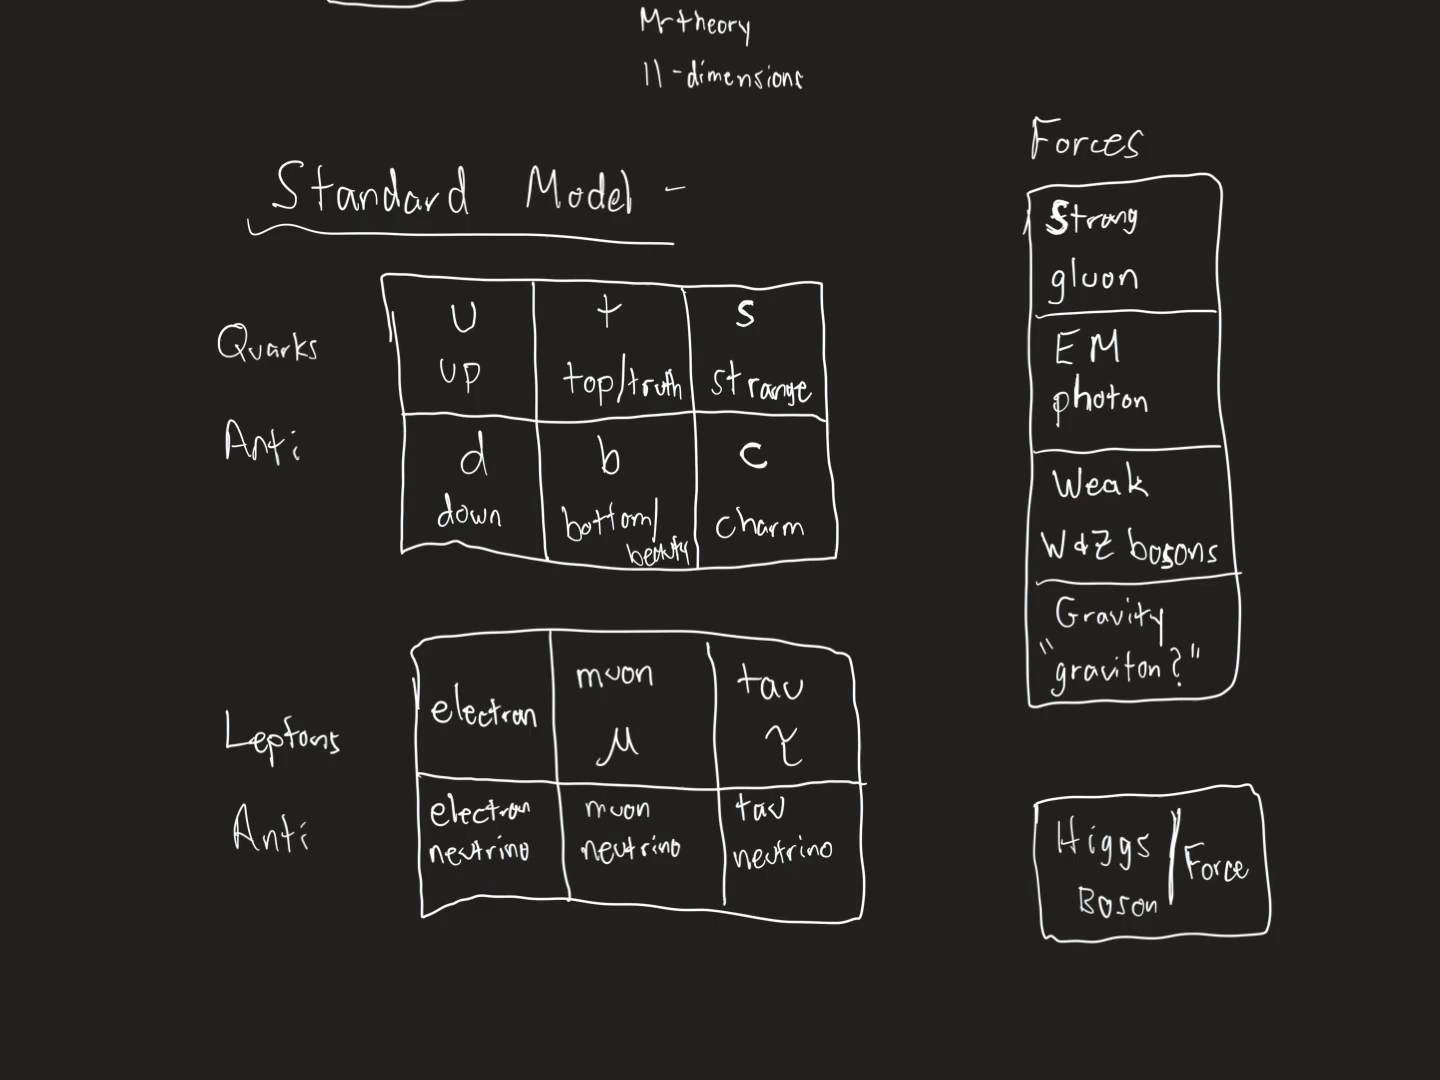 M-theory
11-dimensions
Standard Model -
Quarks
Anti
u
up
t
top/truth
s
strange
d
down
b
bottom/
beauty
c
charm
Leptons
Anti
electron
muon
μ
tau
τ
electron
neutrino
muon
neutrino
tau
neutrino
Forces
Strong
gluon
EM
photon
Weak
W & Z bosons
Gravity
"graviton?"
Higgs
Boson
/Force